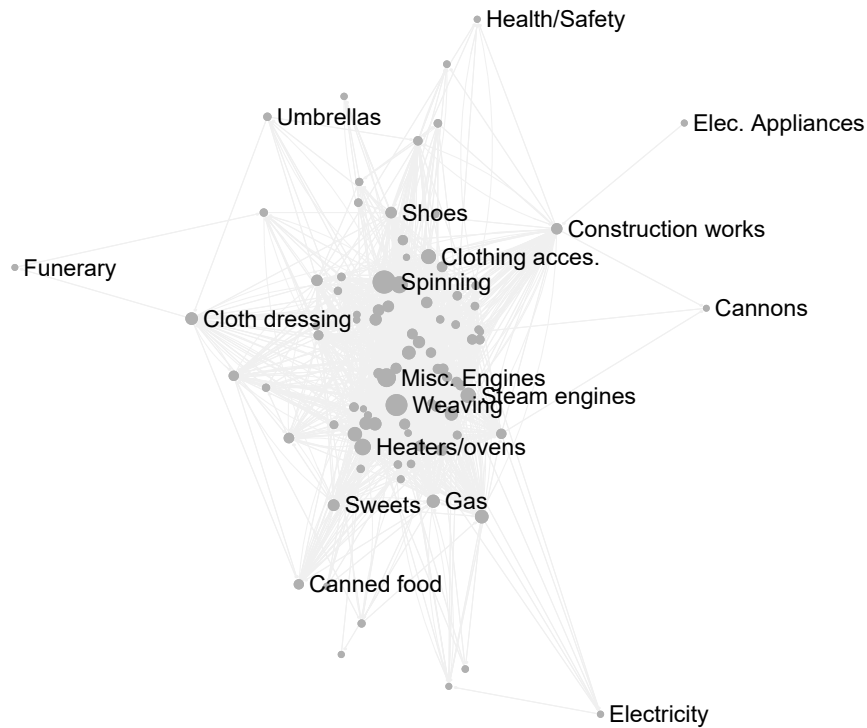 Health/Safety
Umbrellas
Elec. Appliances
Shoes
Construction works
Clothing acces.
Funerary
Spinning
Cannons
Cloth dressing
Misc. Engines
Steam engines
Weaving
Heaters/ovens
Sweets
Gas
Canned food
Electricity